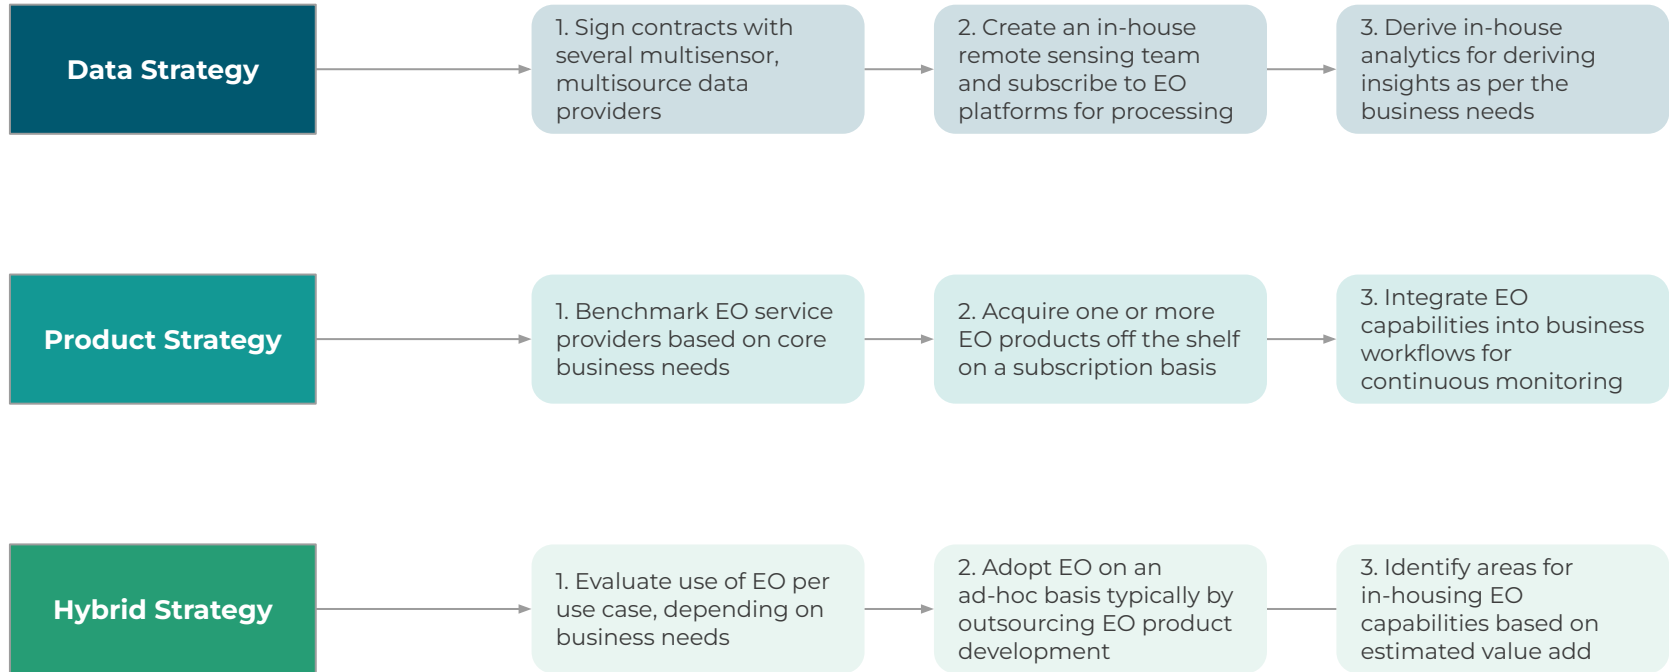 Data Strategy
1. Sign contracts with
several multisensor,
multisource data
providers
2. Create an in-house
remote sensing team
and subscribe to EO
platforms for processing
3. Derive in-house
analytics for deriving
insights as per the
business needs
Product Strategy
1. Benchmark EO service
providers based on core
business needs
2. Acquire one or more
EO products off the shelf
on a subscription basis
3. Integrate EO
capabilities into business
workflows for
continuous monitoring
Hybrid Strategy
1. Evaluate use of EO per
use case, depending on
business needs
2. Adopt EO on an
ad-hoc basis typically by
outsourcing EO product
development
3. Identify areas for
in-housing EO
capabilities based on
estimated value add